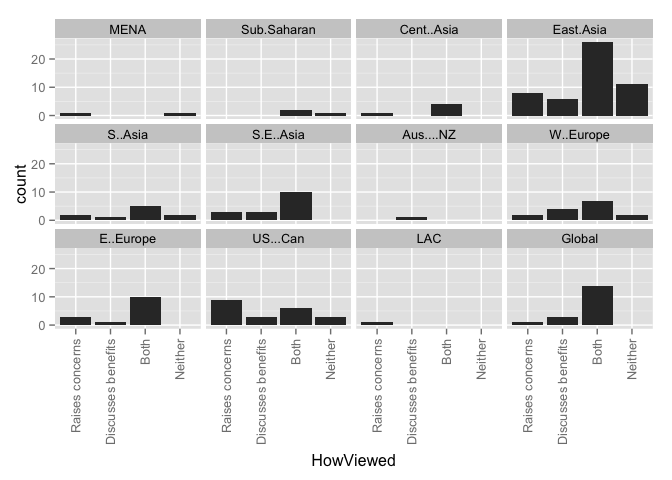 MENA Sub.Saharan Cent..Asia East.Asia
20
10
0
S..Asia S.E..Asia Aus....NZ W..Europe
20
10
0
E..Europe US...Can LAC Global
20
10
0
count
Raises concerns Discusses benefits Both Neither Raises concerns Discusses benefits Both Neither Raises concerns Discusses benefits Both Neither Raises concerns Discusses benefits Both Neither
HowViewed